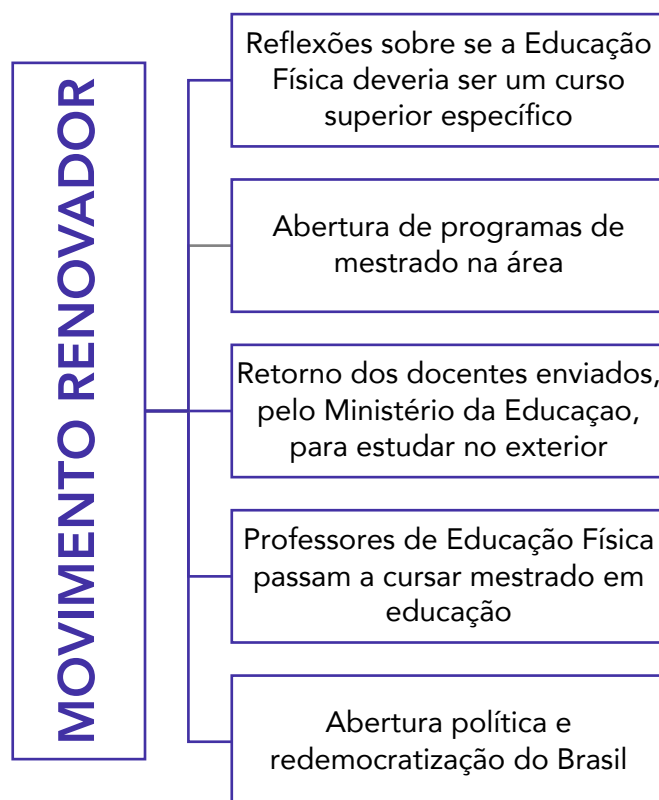 MOVIMENTO RENOVADOR
Reflexões sobre se a Educação
Física deveria ser um curso
superior específico
Abertura de programas de
mestrado na área
Retorno dos docentes enviados,
pelo Ministério da Educaçao,
para estudar no exterior
Professores de Educação Física
passam a cursar mestrado em
educação
Abertura política e
redemocratização do Brasil